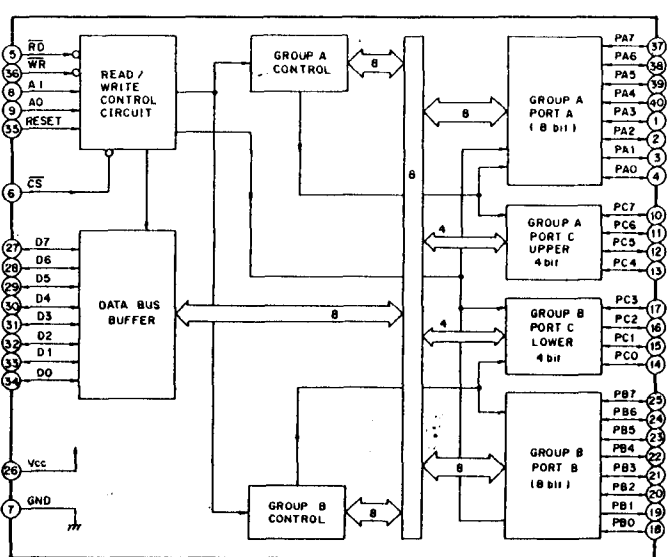 5 RD
36 WR
8 A1
9 A0
35 RESET
6 CS
READ/
WRITE
CONTROL
CIRCUIT
27 D7
28 D6
29 D5
30 D4
31 D3
32 D2
33 D1
34 D0
DATA BUS
BUFFER
8
26 Vcc
7 GND
GROUP A
CONTROL
8
GROUP B
CONTROL
8
8
8
GROUP A
PORT A
(8 bit)
4
GROUP A
PORT C
UPPER
4 bit
4
GROUP B
PORT C
LOWER
4 bit
8
GROUP B
PORT B
(8 bit)
PA7 37
PA6 38
PA5 39
PA4 40
PA3 1
PA2 2
PA1 3
PA0 4
PC7 10
PC6 11
PC5 12
PC4 13
PC3 17
PC2 16
PC1 15
PC0 14
PB7 25
PB6 24
PB5 23
PB4 22
PB3 21
PB2 20
PB1 19
PB0 18